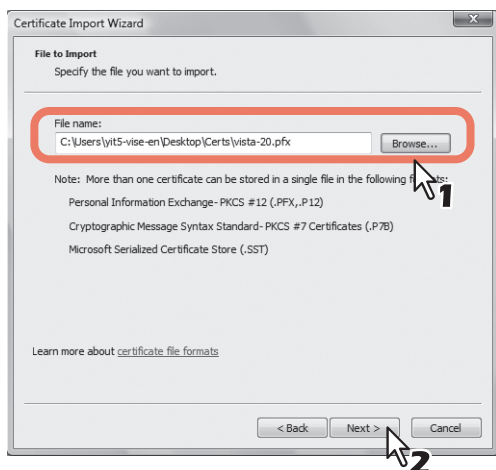 Certificate Import Wizard
File to Import
Specify the file you want to import.
File name:
C:\Users\yit5-vise-en\Desktop\Certs\vista-20.pfx
Browse...
Note: More than one certificate can be stored in a single file in the following formats:
1
Personal Information Exchange- PKCS #12 (.PFX,.P12)
Cryptographic Message Syntax Standard- PKCS #7 Certificates (.P7B)
Microsoft Serialized Certificate Store (.SST)
Learn more about certificate file formats
< Back Next > Cancel
2